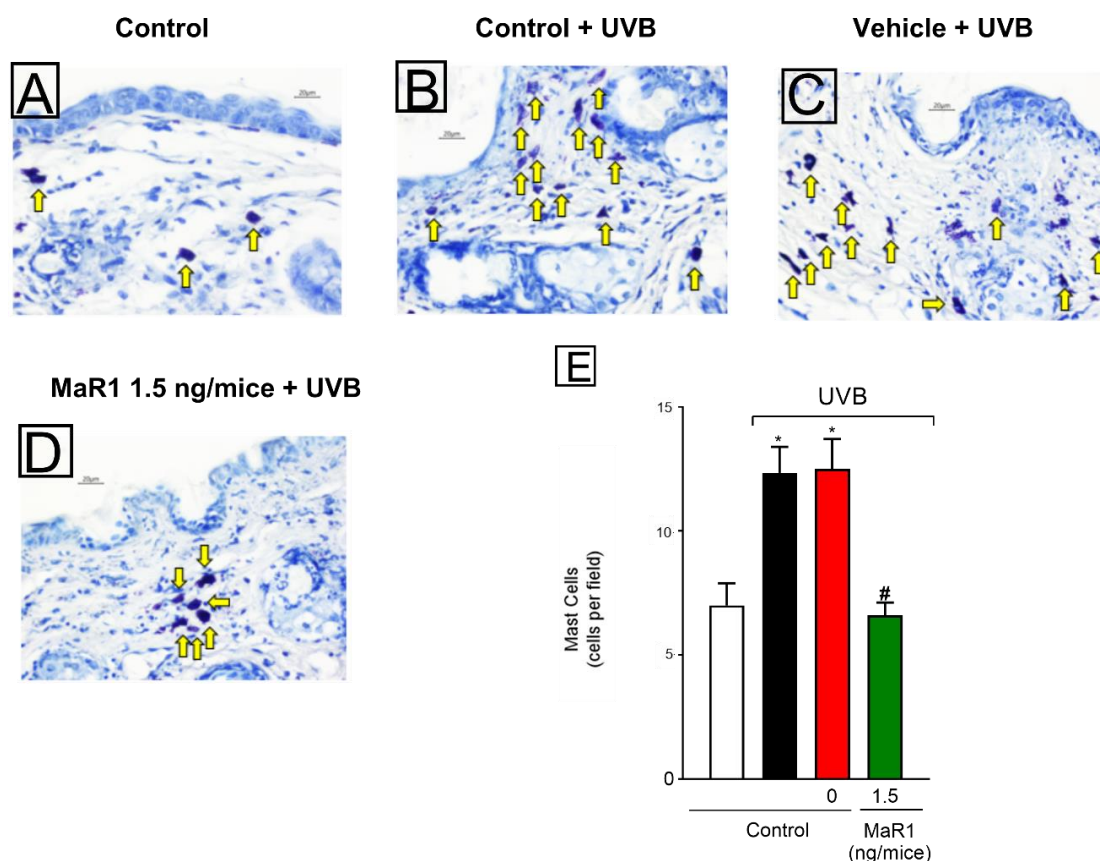 Control
Control + UVB
Vehicle + UVB
A
20µm
B
20µm
C
20µm
MaR1 1.5 ng/mice + UVB
D
20µm
E
UVB
15
10
5
0
*
*
#
Mast Cells
(cells per field)
0
1.5
Control
MaR1
(ng/mice)